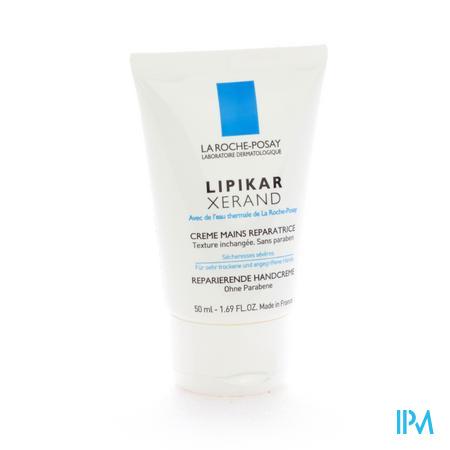 LA ROCHE-POSAY
LABORATOIRE DERMATOLOGIQUE
LIPIKAR
XERAND
Avec de l'eau thermale de La Roche-Posay
CREME MAINS REPARATRICE
Texture inchangée. Sans paraben
Sécheresses sévères
Für sehr trockene und angegriffene Hände
REPARIERENDE HANDCREME
Ohne Parabene
50 ml - 1.69 FL.OZ. Made in France
IPM